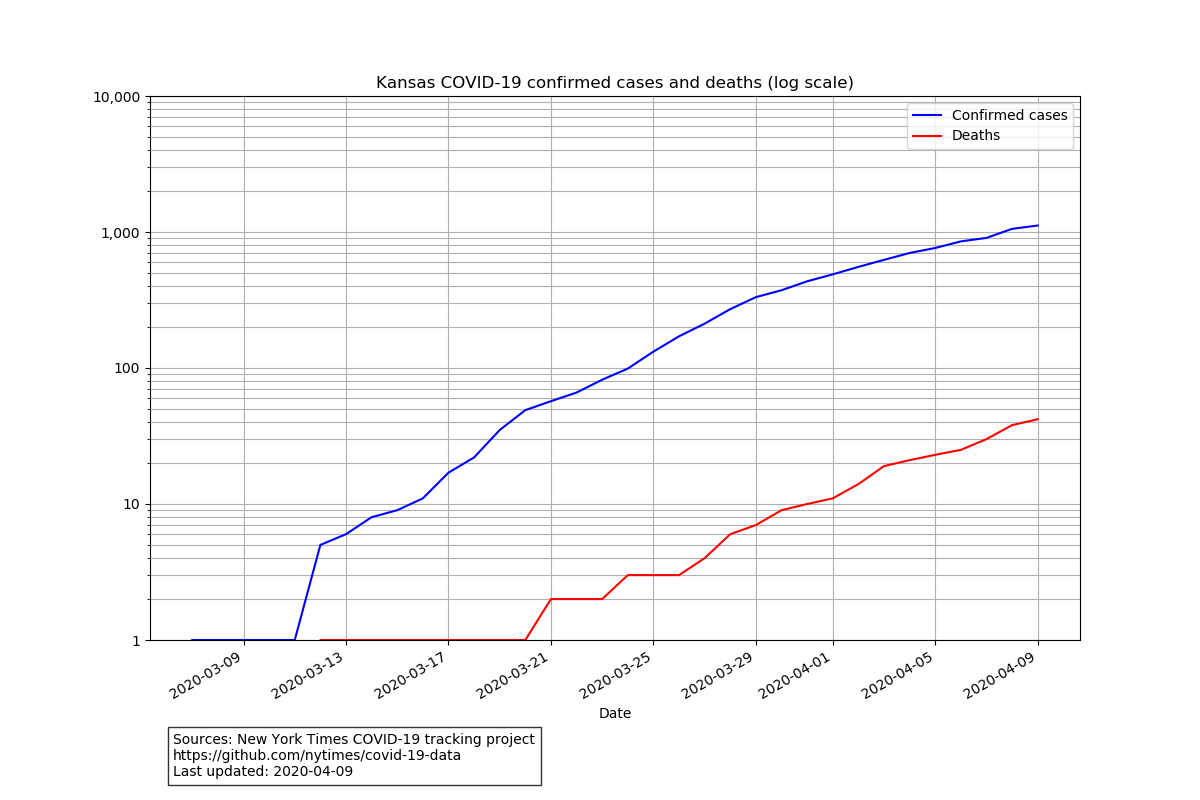 Kansas COVID-19 confirmed cases and deaths (log scale)
10,000
1,000
100
10
1
Confirmed cases
Deaths
2020-03-09
2020-03-13
2020-03-17
2020-03-21
2020-03-25
2020-03-29
2020-04-01
2020-04-05
2020-04-09
Date
Sources: New York Times COVID-19 tracking project
https://github.com/nytimes/covid-19-data
Last updated: 2020-04-09